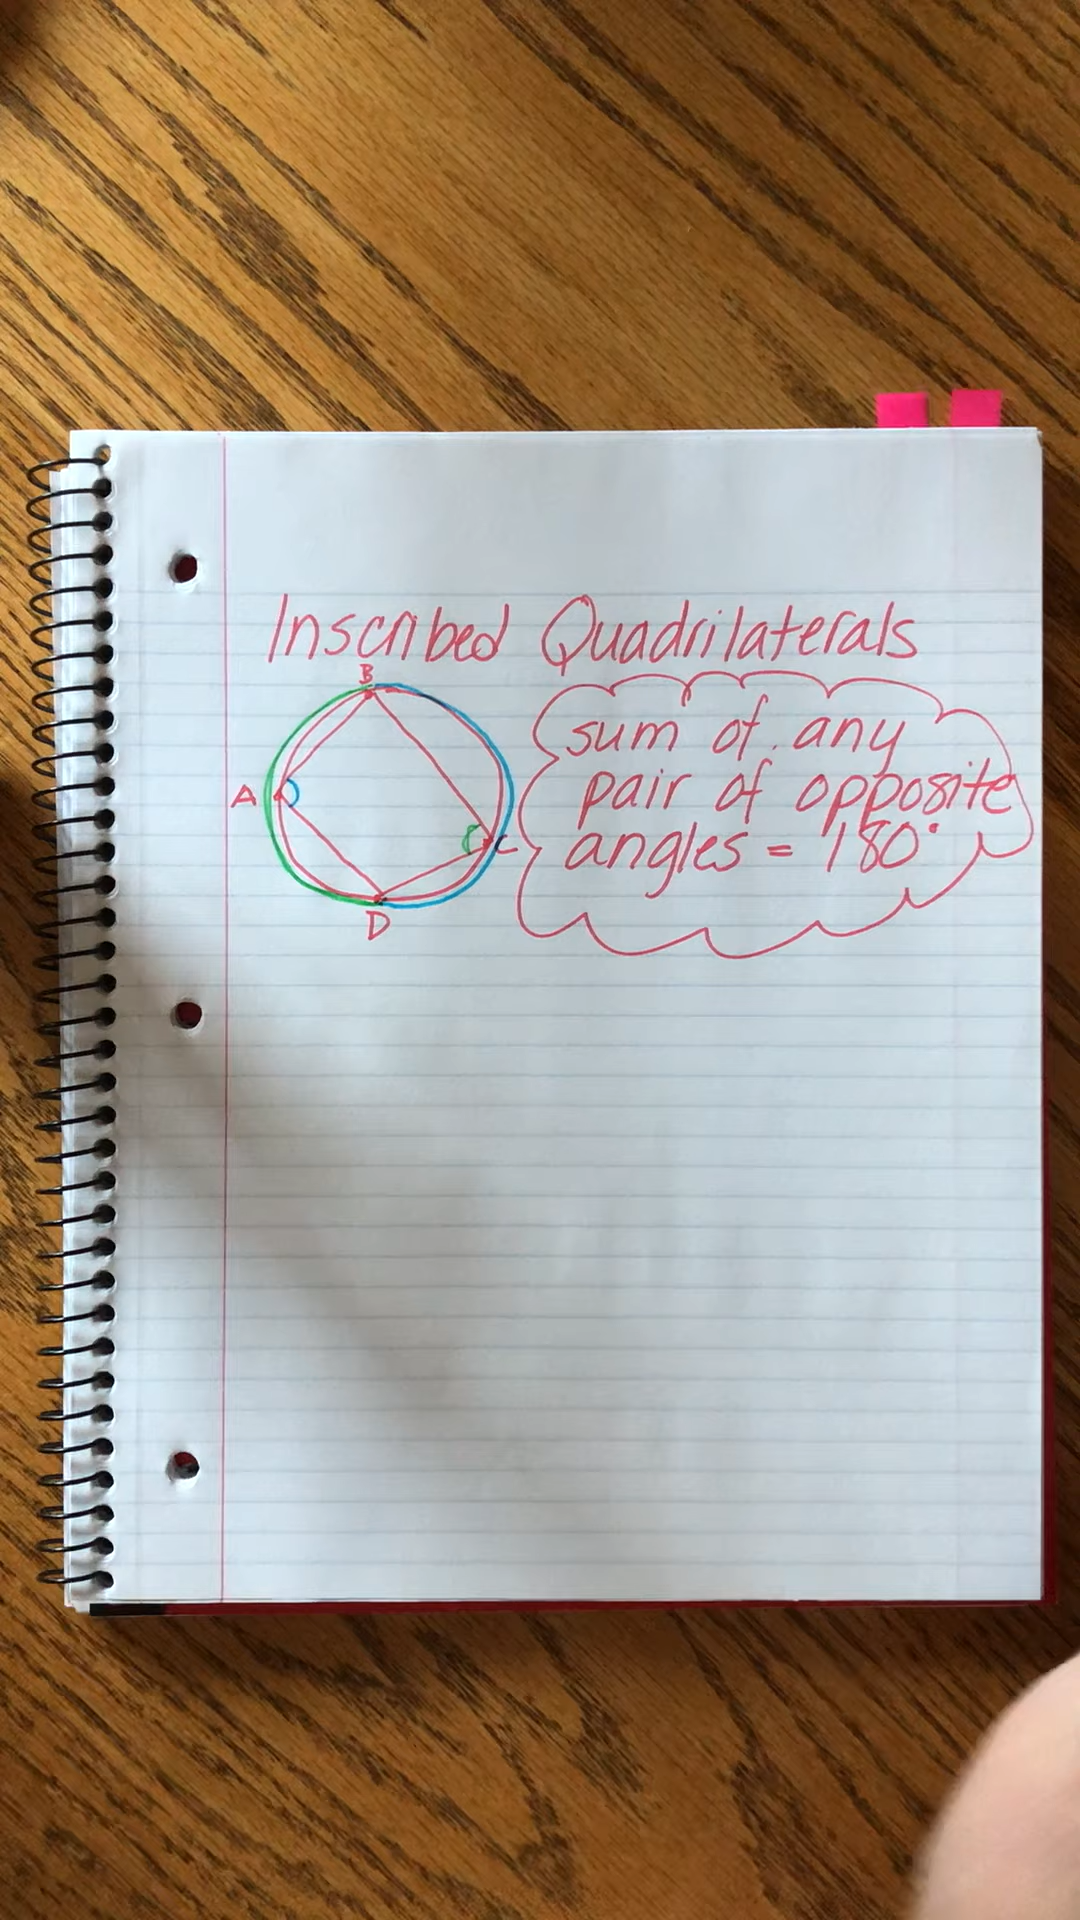 Inscribed Quadrilaterals
B
A
C
D
sum of any
pair of opposite
angles = 180°